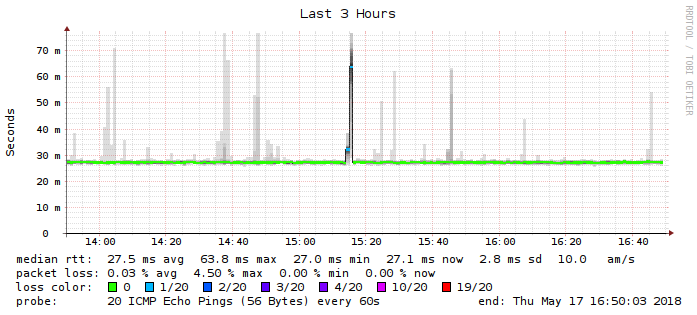 Last 3 Hours
RRDTOOL / TOBI OETIKER
Seconds
70 m
60 m
50 m
40 m
30 m
20 m
10 m
0
14:00 14:20 14:40 15:00 15:20 15:40 16:00 16:20 16:40
median rtt: 27.5 ms avg 63.8 ms max 27.0 ms min 27.1 ms now 2.8 ms sd 10.0 am/s
packet loss: 0.03 % avg 4.50 % max 0.00 % min 0.00 % now
loss color: 0 1/20 2/20 3/20 4/20 10/20 19/20
probe: 20 ICMP Echo Pings (56 Bytes) every 60s end: Thu May 17 16:50:03 2018